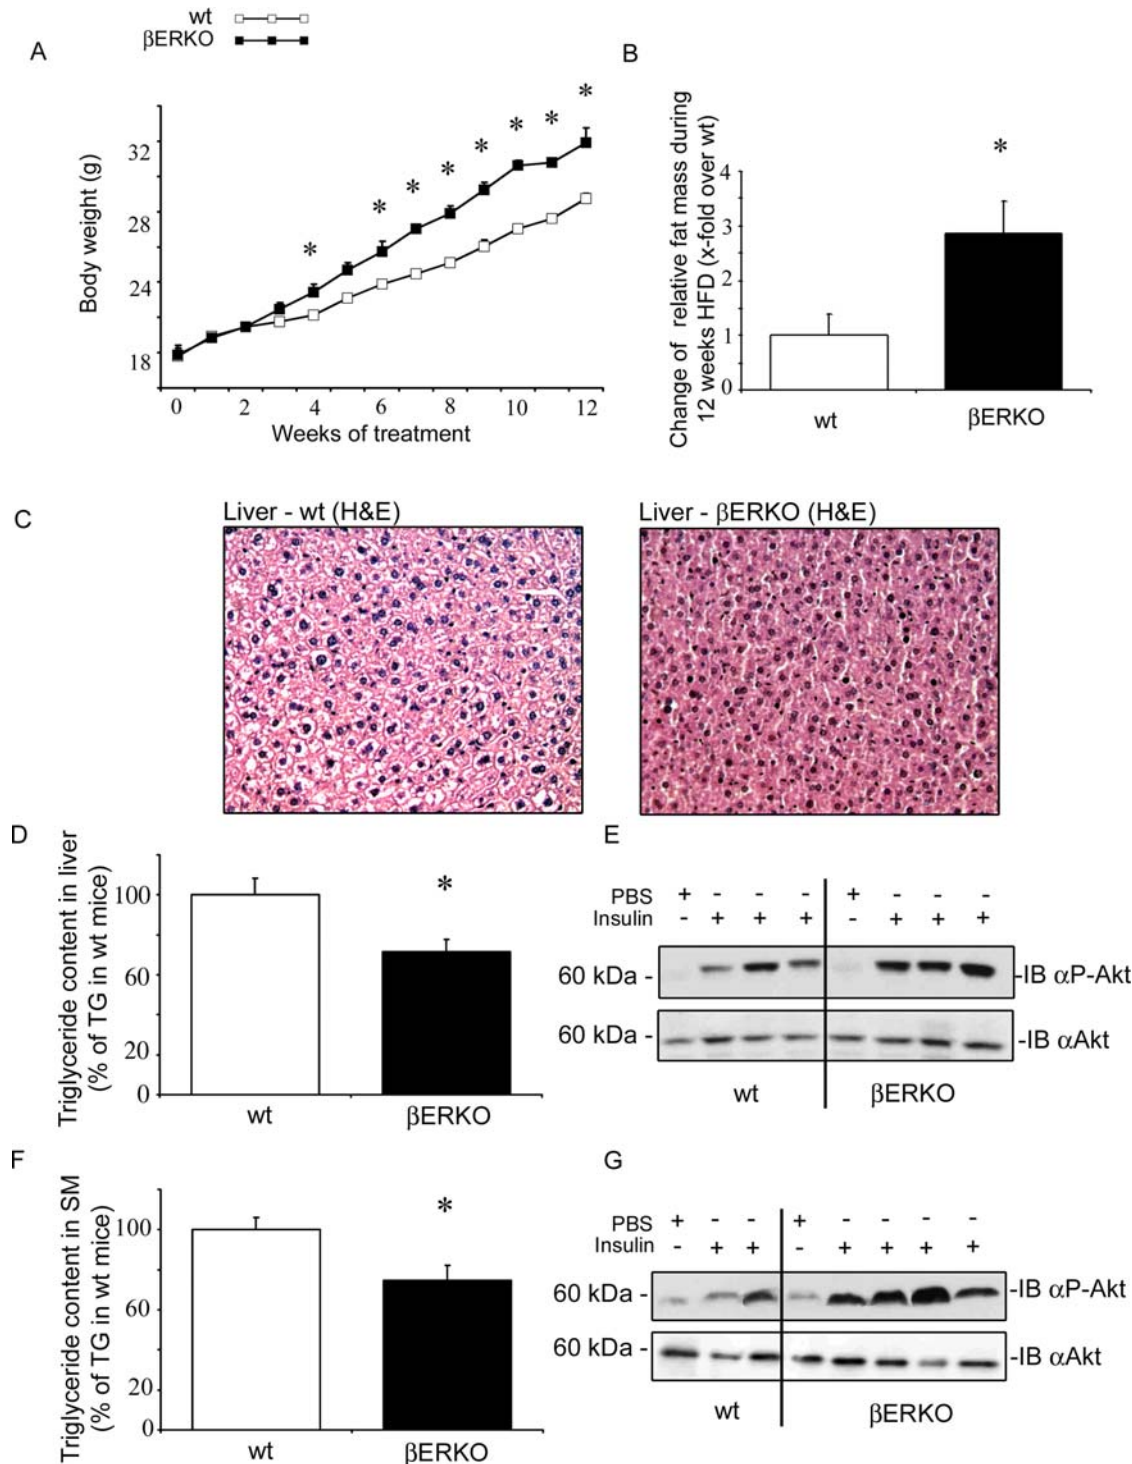 wt
βERKO
A
B
*
*
*
*
*
*
*
*
*
Body weight (g)
32
28
24
18
0 2 4 6 8 10 12
Weeks of treatment
Change of relative fat mass during
12 weeks HFD (x-fold over wt)
4
3
2
1
0
wt βERKO
C
Liver - wt (H&E)
Liver - βERKO (H&E)
D
Triglyceride content in liver
(% of TG in wt mice)
100
60
20
0
*
wt βERKO
E
PBS + - - - + - - -
Insulin - + + + - + + +
60 kDa - -IB αP-Akt
60 kDa - -IB αAkt
wt βERKO
F
Triglyceride content in SM
(% of TG in wt mice)
100
60
20
0
*
wt βERKO
G
PBS + - - + - - - -
Insulin - + + - + + + +
60 kDa - -IB αP-Akt
60 kDa - -IB αAkt
wt βERKO